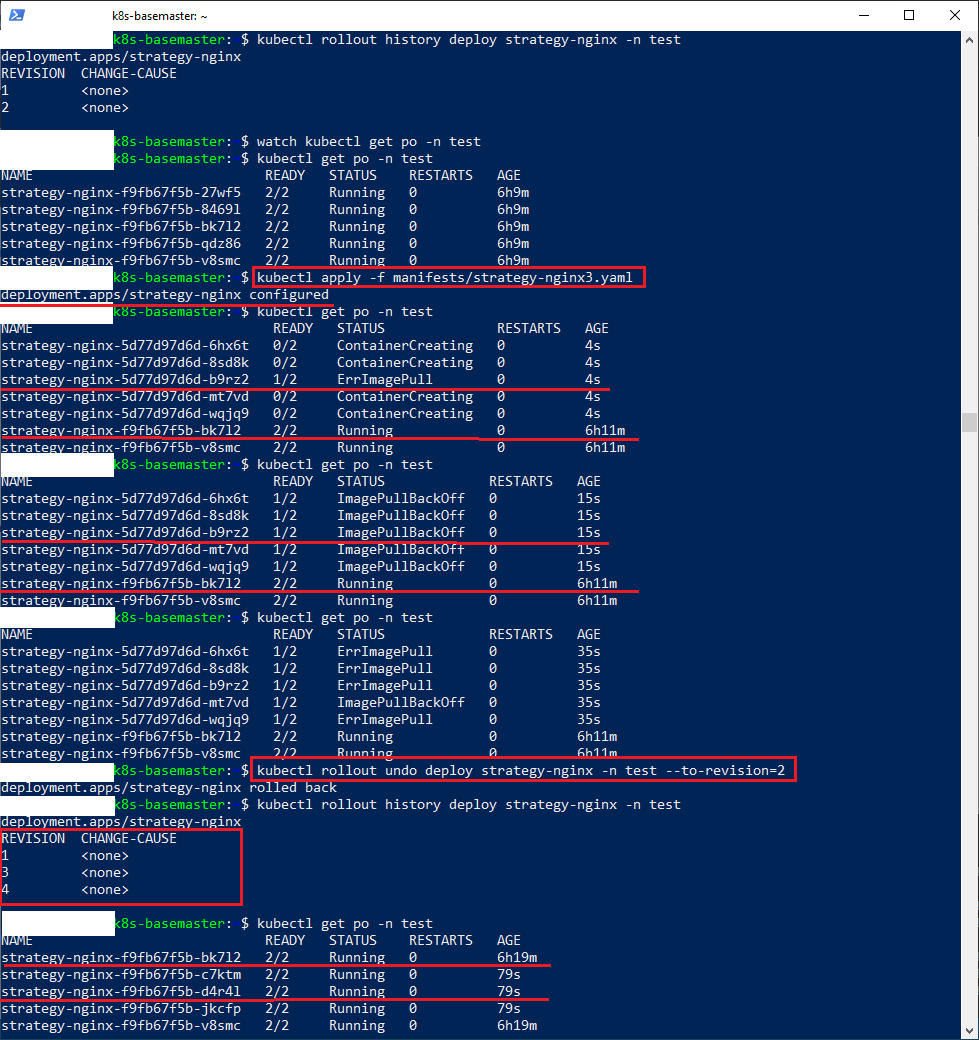 k8s-basemaster: ~
k8s-basemaster: $ kubectl rollout history deploy strategy-nginx -n test
deployment.apps/strategy-nginx
REVISION  CHANGE-CAUSE
1         <none>
2         <none>
k8s-basemaster: $ watch kubectl get po -n test
k8s-basemaster: $ kubectl get po -n test
NAME                             READY   STATUS    RESTARTS   AGE
strategy-nginx-f9fb67f5b-27wf5   2/2     Running   0          6h9m
strategy-nginx-f9fb67f5b-8469l   2/2     Running   0          6h9m
strategy-nginx-f9fb67f5b-bk7l2   2/2     Running   0          6h9m
strategy-nginx-f9fb67f5b-qdz86   2/2     Running   0          6h9m
strategy-nginx-f9fb67f5b-v8smc   2/2     Running   0          6h9m
k8s-basemaster: $ kubectl apply -f manifests/strategy-nginx3.yaml
deployment.apps/strategy-nginx configured
k8s-basemaster: $ kubectl get po -n test
NAME                              READY   STATUS              RESTARTS   AGE
strategy-nginx-5d77d97d6d-6hx6t   0/2     ContainerCreating   0          4s
strategy-nginx-5d77d97d6d-8sd8k   0/2     ContainerCreating   0          4s
strategy-nginx-5d77d97d6d-b9rz2   1/2     ErrImagePull        0          4s
strategy-nginx-5d77d97d6d-mt7vd   0/2     ContainerCreating   0          4s
strategy-nginx-5d77d97d6d-wqjq9   0/2     ContainerCreating   0          4s
strategy-nginx-f9fb67f5b-bk7l2    2/2     Running             0          6h11m
strategy-nginx-f9fb67f5b-v8smc    2/2     Running             0          6h11m
k8s-basemaster: $ kubectl get po -n test
NAME                              READY   STATUS             RESTARTS   AGE
strategy-nginx-5d77d97d6d-6hx6t   1/2     ImagePullBackOff   0          15s
strategy-nginx-5d77d97d6d-8sd8k   1/2     ImagePullBackOff   0          15s
strategy-nginx-5d77d97d6d-b9rz2   1/2     ImagePullBackOff   0          15s
strategy-nginx-5d77d97d6d-mt7vd   1/2     ImagePullBackOff   0          15s
strategy-nginx-5d77d97d6d-wqjq9   1/2     ImagePullBackOff   0          15s
strategy-nginx-f9fb67f5b-bk7l2    2/2     Running            0          6h11m
strategy-nginx-f9fb67f5b-v8smc    2/2     Running            0          6h11m
k8s-basemaster: $ kubectl get po -n test
NAME                              READY   STATUS             RESTARTS   AGE
strategy-nginx-5d77d97d6d-6hx6t   1/2     ErrImagePull       0          35s
strategy-nginx-5d77d97d6d-8sd8k   1/2     ErrImagePull       0          35s
strategy-nginx-5d77d97d6d-b9rz2   1/2     ErrImagePull       0          35s
strategy-nginx-5d77d97d6d-mt7vd   1/2     ImagePullBackOff   0          35s
strategy-nginx-5d77d97d6d-wqjq9   1/2     ErrImagePull       0          35s
strategy-nginx-f9fb67f5b-bk7l2    2/2     Running            0          6h11m
strategy-nginx-f9fb67f5b-v8smc    2/2     Running            0          6h11m
k8s-basemaster: $ kubectl rollout undo deploy strategy-nginx -n test --to-revision=2
deployment.apps/strategy-nginx rolled back
k8s-basemaster: $ kubectl rollout history deploy strategy-nginx -n test
deployment.apps/strategy-nginx
REVISION  CHANGE-CAUSE
1         <none>
3         <none>
4         <none>
k8s-basemaster: $ kubectl get po -n test
NAME                             READY   STATUS    RESTARTS   AGE
strategy-nginx-f9fb67f5b-bk7l2   2/2     Running   0          6h19m
strategy-nginx-f9fb67f5b-c7ktm   2/2     Running   0          79s
strategy-nginx-f9fb67f5b-d4r4l   2/2     Running   0          79s
strategy-nginx-f9fb67f5b-jkcfp   2/2     Running   0          79s
strategy-nginx-f9fb67f5b-v8smc   2/2     Running   0          6h19m